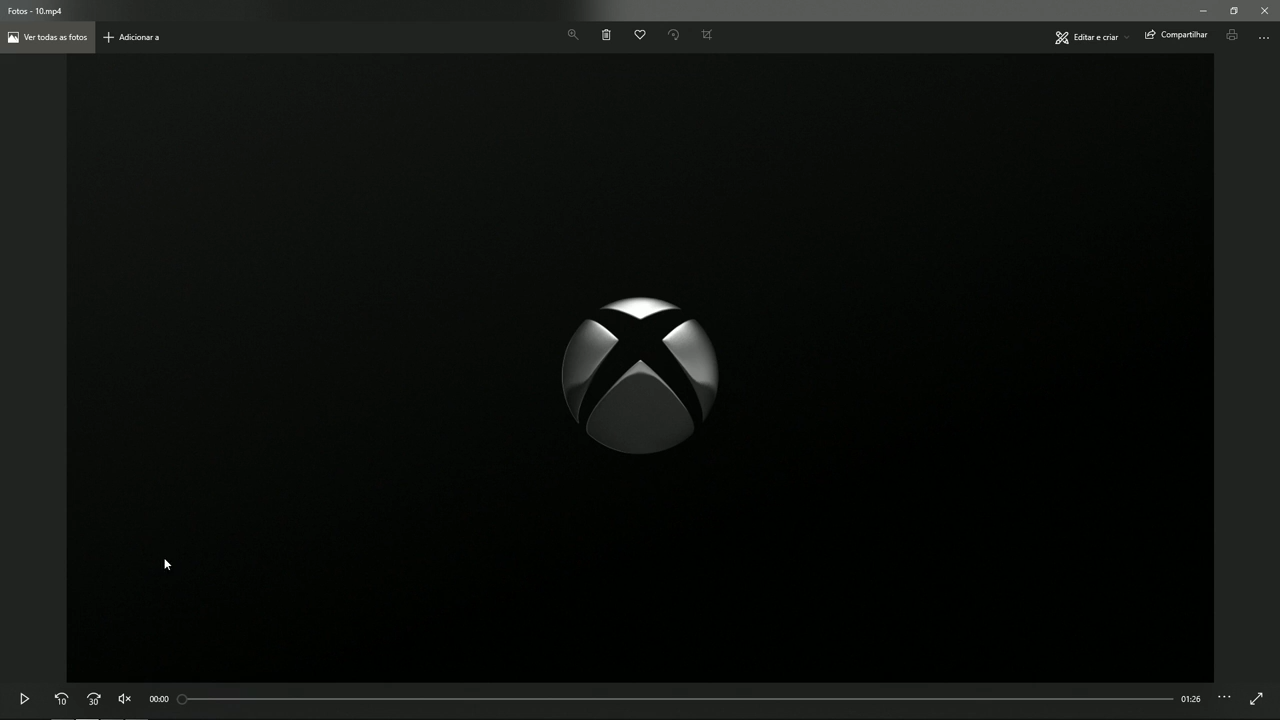 Fotos - 10.mp4
Ver todas as fotos
Adicionar a
Editar e criar
Compartilhar
10
30
00:00
01:26